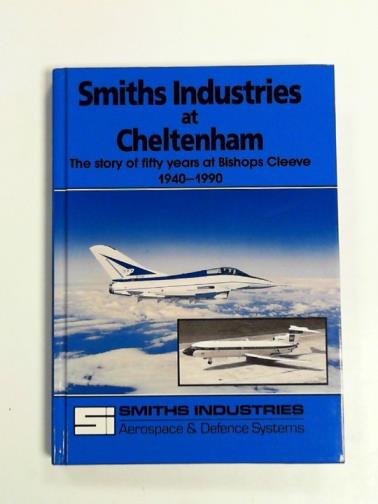 Smiths Industries
at
Cheltenham
The story of fifty years at Bishops Cleeve
1940–1990
Si SMITHS INDUSTRIES
Aerospace & Defence Systems